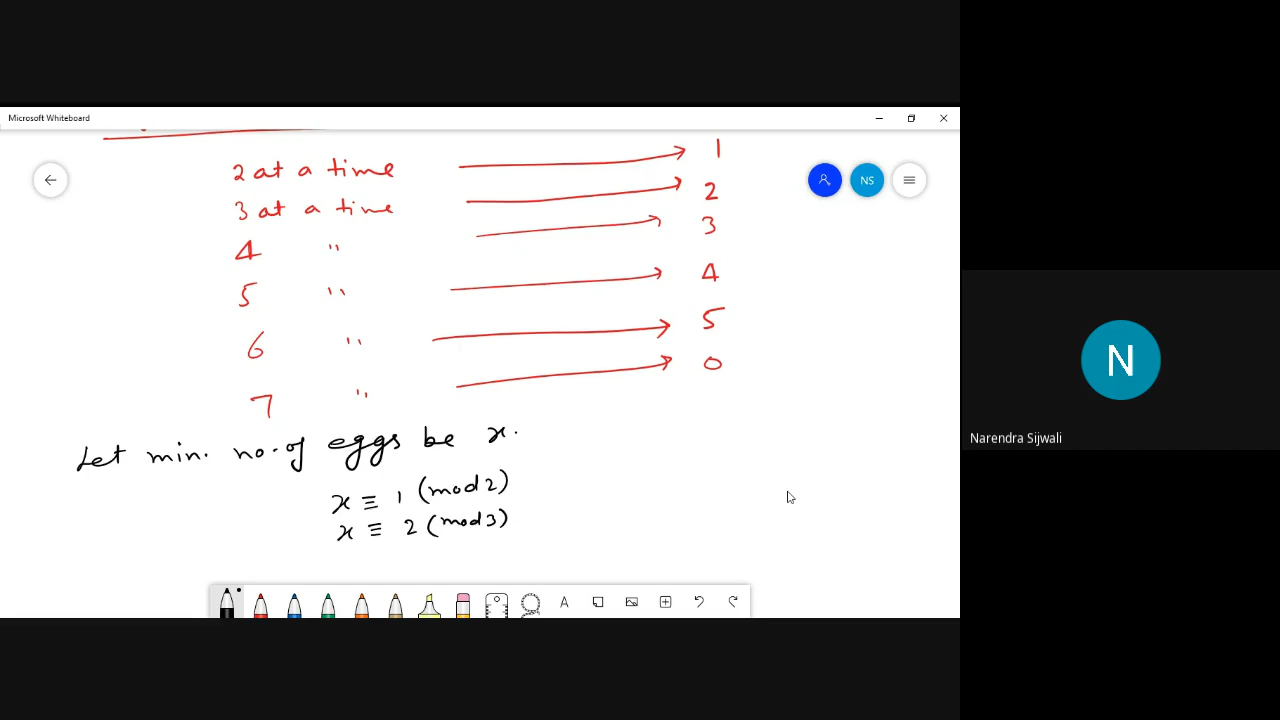 Microsoft Whiteboard
2 at a time → 1
3 at a time → 2
4 " → 3
5 " → 4
6 " → 5
7 " → 0
Let min. no. of eggs be x.
x ≡ 1 (mod 2)
x ≡ 2 (mod 3)
NS
A
N
Narendra Sijwali